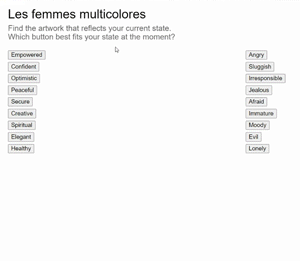 Les femmes multicolores
Find the artwork that reflects your current state.
Which button best fits your state at the moment?
Empowered
Confident
Optimistic
Peaceful
Secure
Creative
Spiritual
Elegant
Healthy
Angry
Sluggish
Irresponsible
Jealous
Afraid
Immature
Moody
Evil
Lonely